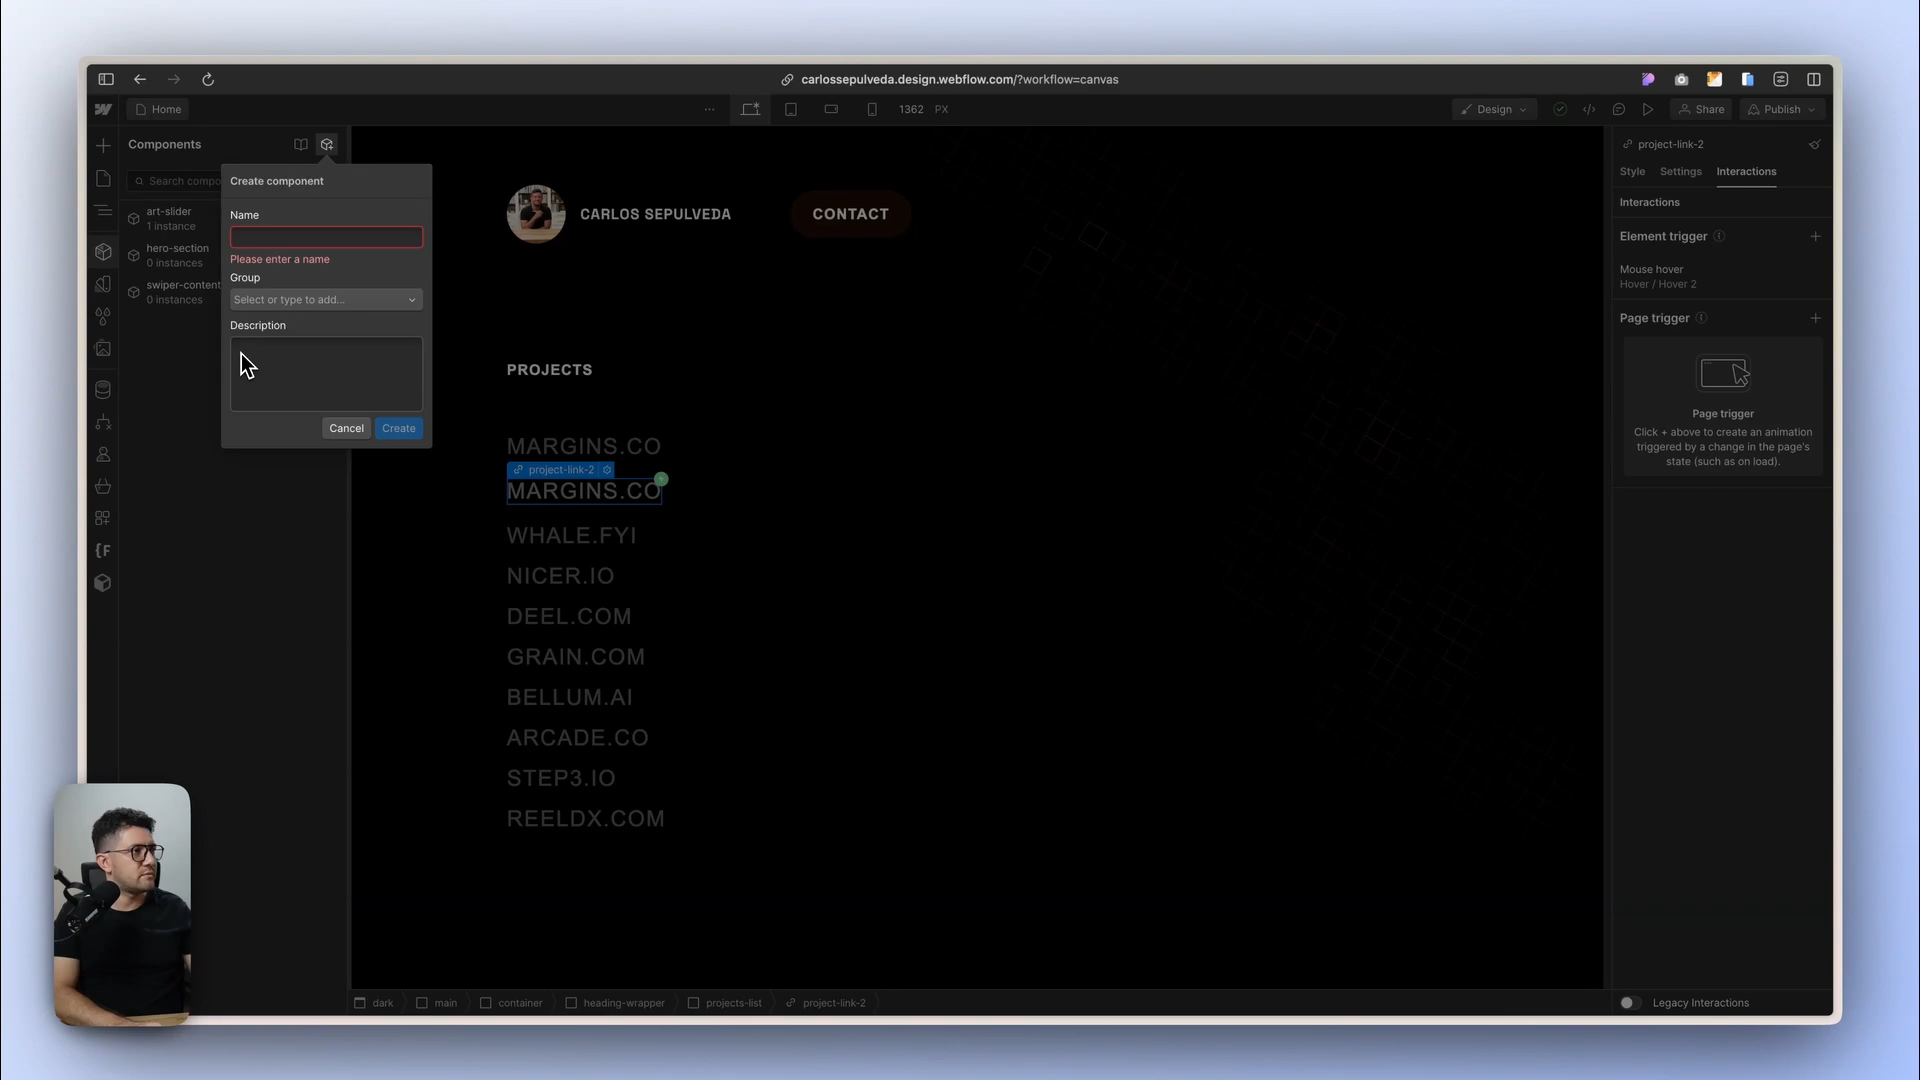 carlossepulveda.design.webflow.com/?workflow=canvas
Home
1362 PX
Design
Share
Publish
Components
Search compo
art-slider
1 instance
hero-section
0 instances
swiper-content
0 instances
Create component
Name
Please enter a name
Group
Select or type to add...
Description
Cancel
Create
CARLOS SEPULVEDA
CONTACT
PROJECTS
MARGINS.CO
project-link-2
MARGINS.CO
WHALE.FYI
NICER.IO
DEEL.COM
GRAIN.COM
BELLUM.AI
ARCADE.CO
STEP3.IO
REELDX.COM
project-link-2
Style
Settings
Interactions
Interactions
Element trigger
Mouse hover
Hover / Hover 2
Page trigger
Page trigger
Click + above to create an animation
triggered by a change in the page's
state (such as on load).
dark
main
container
heading-wrapper
projects-list
project-link-2
Legacy Interactions